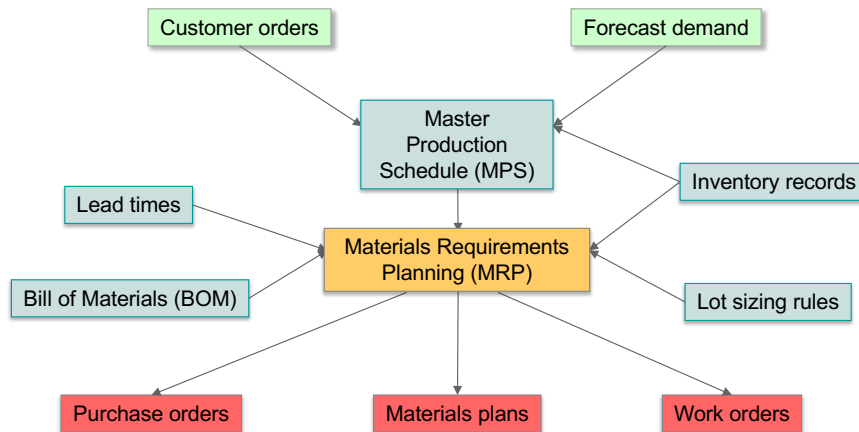 Customer orders
Forecast demand
Master
Production
Schedule (MPS)
Inventory records
Lead times
Materials Requirements
Planning (MRP)
Bill of Materials (BOM)
Lot sizing rules
Purchase orders
Materials plans
Work orders